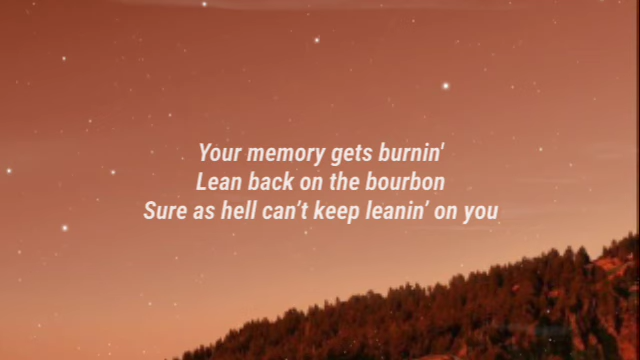 Your memory gets burnin'
Lean back on the bourbon
Sure as hell can’t keep leanin’ on you